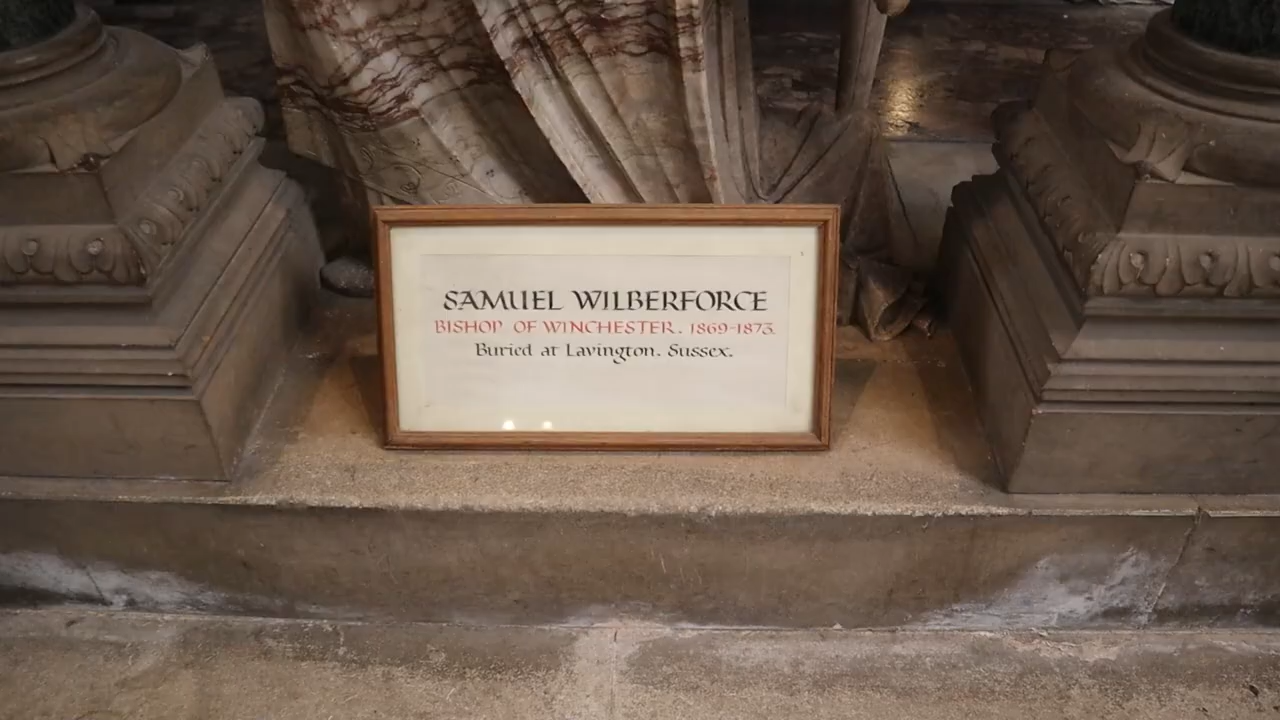 SAMUEL WILBERFORCE
BISHOP OF WINCHESTER. 1869-1873.
Buried at Lavington. Sussex.